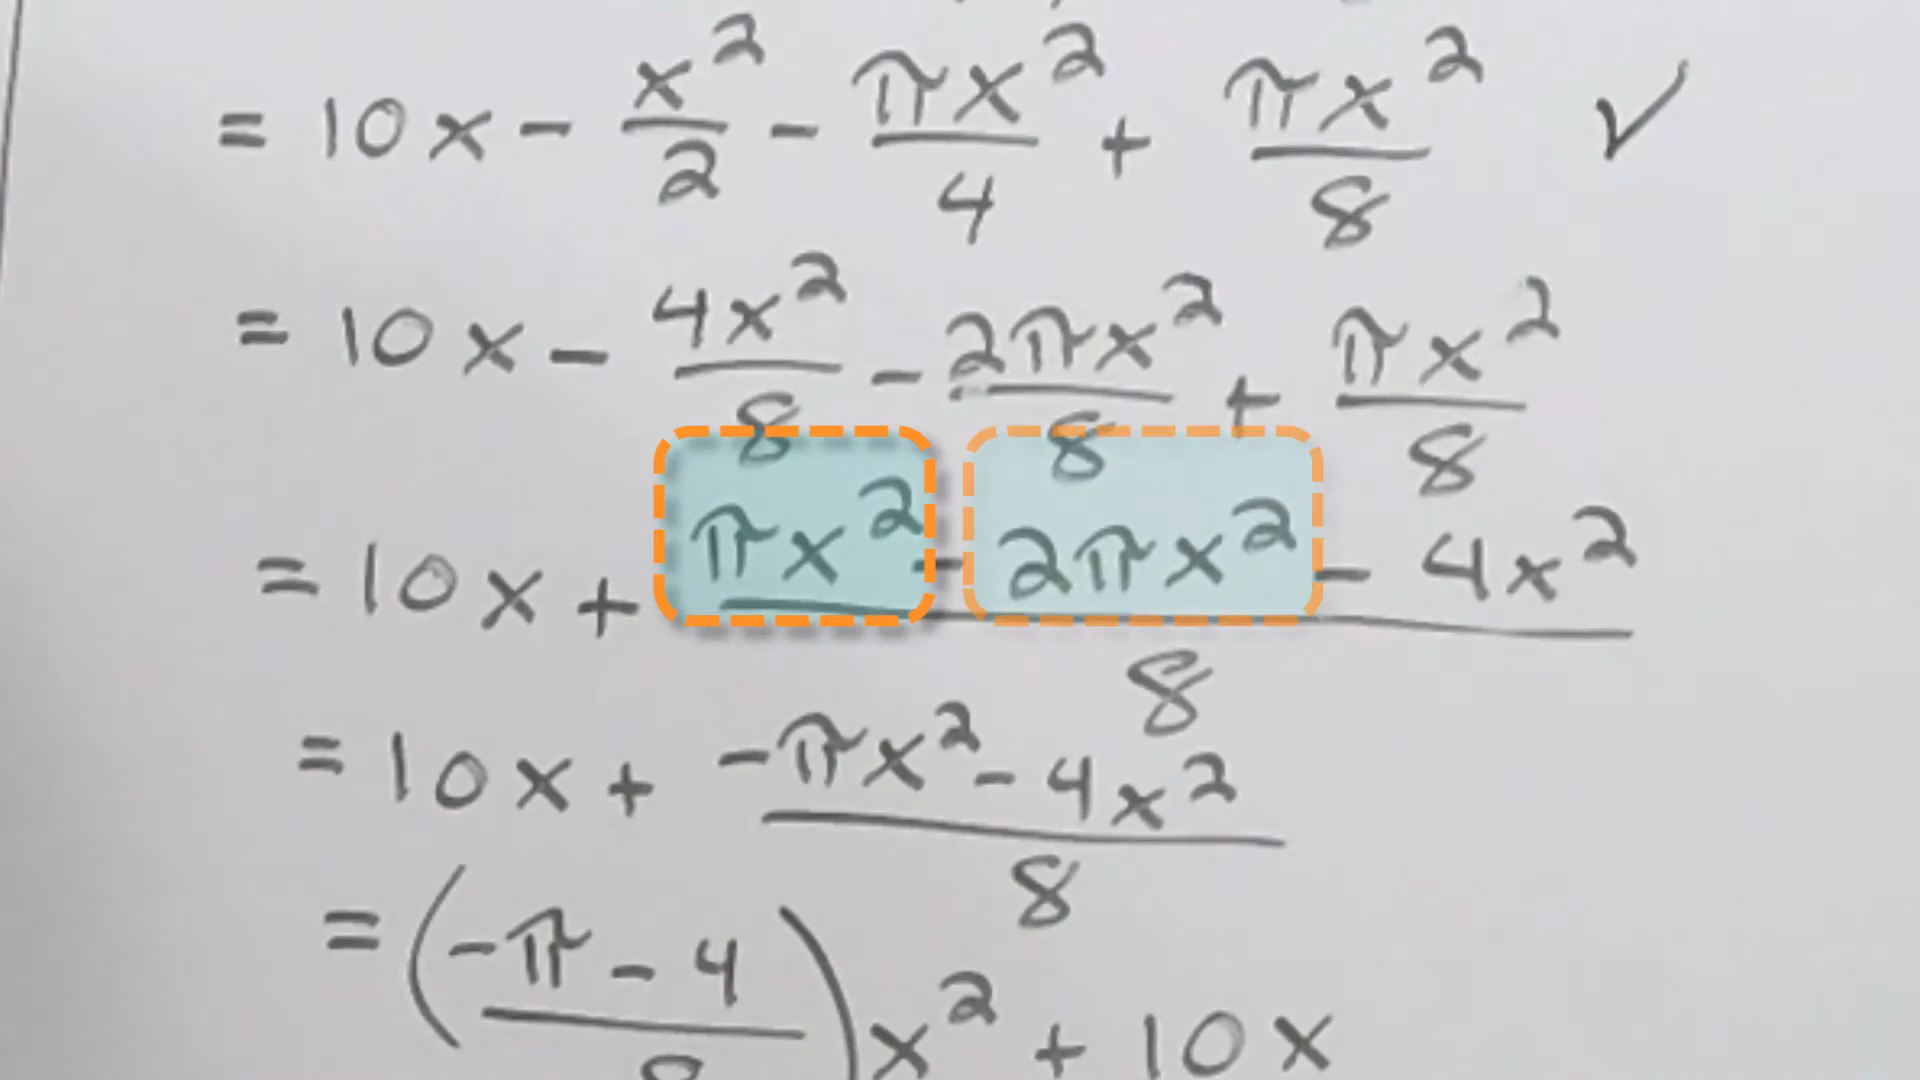 = 10x - x²/2 - πx²/4 + πx²/8 ✓
= 10x - 4x²/8 - 2πx²/8 + πx²/8
= 10x + (πx² - 2πx² - 4x²)/8
= 10x + (-πx² - 4x²)/8
= ((-π - 4)/8)x² + 10x